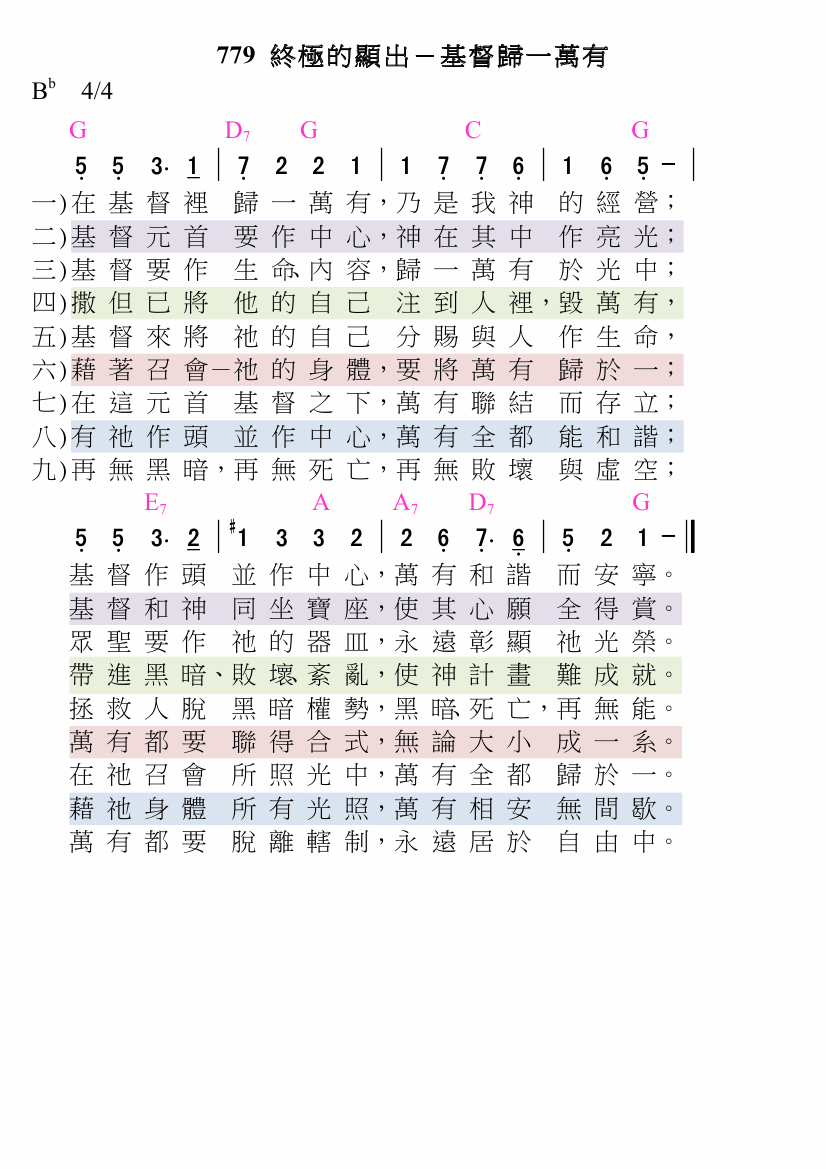 779 終極的顯出－基督歸一萬有
B♭ 4/4
G D7 G C G
5̣ 5̣ 3· 1̲ | 7̣ 2 2 1 | 1 7̣ 7̣ 6̣ | 1 6̣ 5̣ － |
一)在基督裡 歸一萬有，乃是我神 的經營；
二)基督元首 要作中心，神在其中 作亮光；
三)基督要作 生命、內容，歸一萬有 於光中；
四)撒但已將 他的自己 注到人裡，毀萬有，
五)基督來將 祂的自己 分賜與人 作生命，
六)藉著召會－祂的身體，要將萬有 歸於一；
七)在這元首 基督之下，萬有聯結 而存立；
八)有祂作頭 並作中心，萬有全都 能和諧；
九)再無黑暗，再無死亡，再無敗壞 與虛空；
E7 A A7 D7 G
5̣ 5̣ 3· 2̲ | #1 3 3 2 | 2 6̣ 7̣· 6̣̲ | 5̣ 2 1 － ‖
基督作頭 並作中心，萬有和諧 而安寧。
基督和神 同坐寶座，使其心願 全得賞。
眾聖要作 祂的器皿，永遠彰顯 祂光榮。
帶進黑暗、敗壞、紊亂，使神計畫 難成就。
拯救人脫 黑暗權勢，黑暗、死亡，再無能。
萬有都要 聯得合式，無論大小 成一系。
在祂召會 所照光中，萬有全都 歸於一。
藉祂身體 所有光照，萬有相安 無間歇。
萬有都要 脫離轄制，永遠居於 自由中。